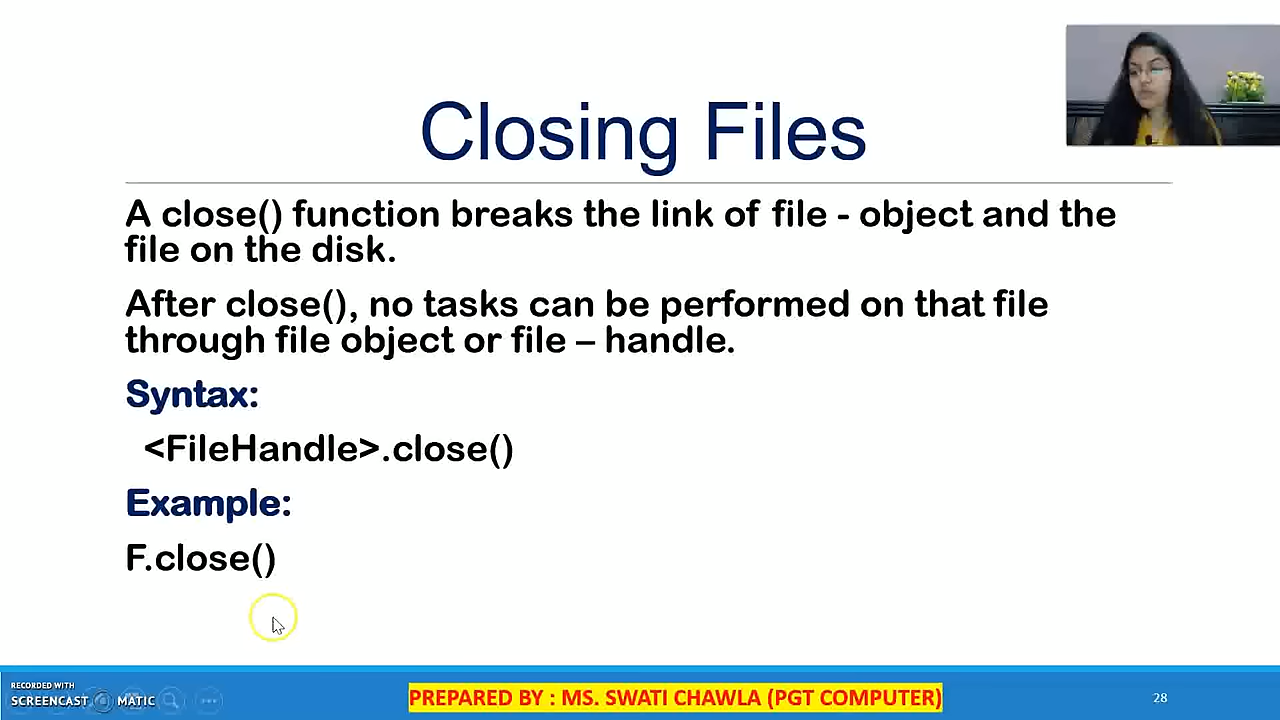 Closing Files
A close() function breaks the link of file - object and the
file on the disk.
After close(), no tasks can be performed on that file
through file object or file – handle.
Syntax:
<FileHandle>.close()
Example:
F.close()
RECORDED WITH
SCREENCAST MATIC
PREPARED BY : MS. SWATI CHAWLA (PGT COMPUTER)
28